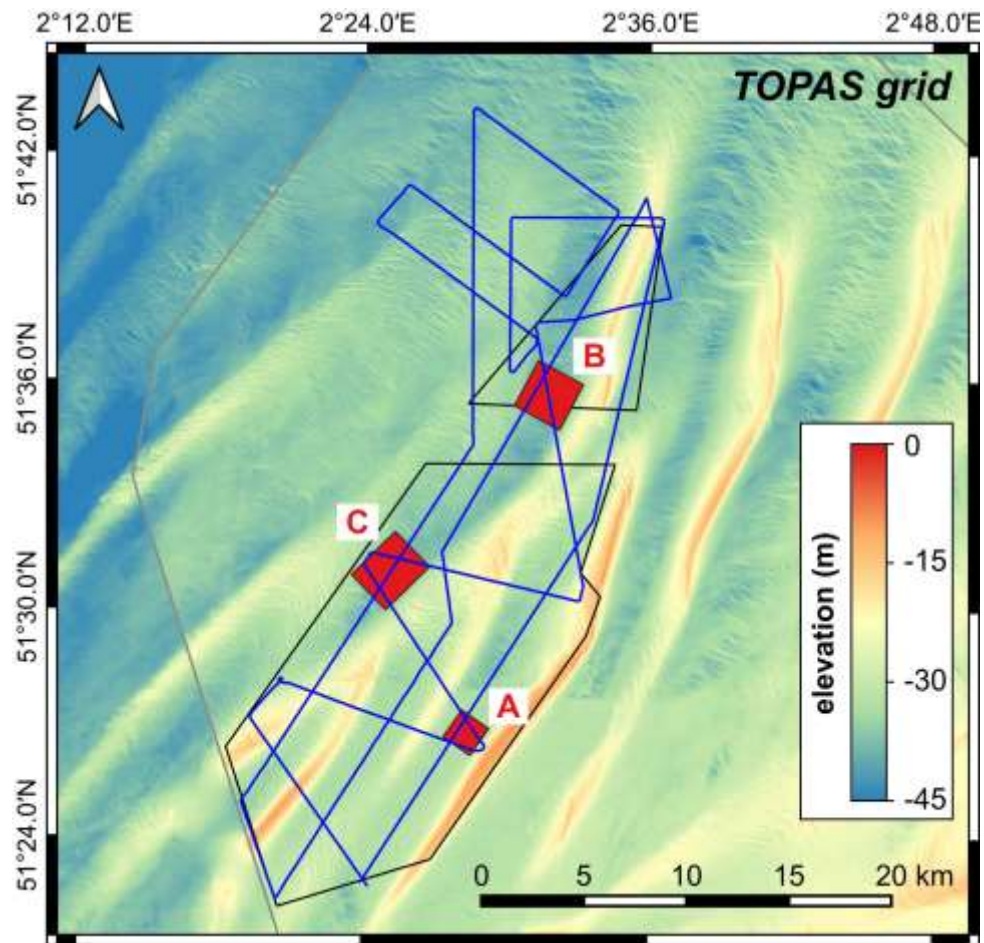 2°12.0'E 2°24.0'E 2°36.0'E 2°48.0'E
TOPAS grid
51°42.0'N
51°36.0'N
51°30.0'N
51°24.0'N
B
C
A
elevation (m)
0
-15
-30
-45
0 5 10 15 20 km